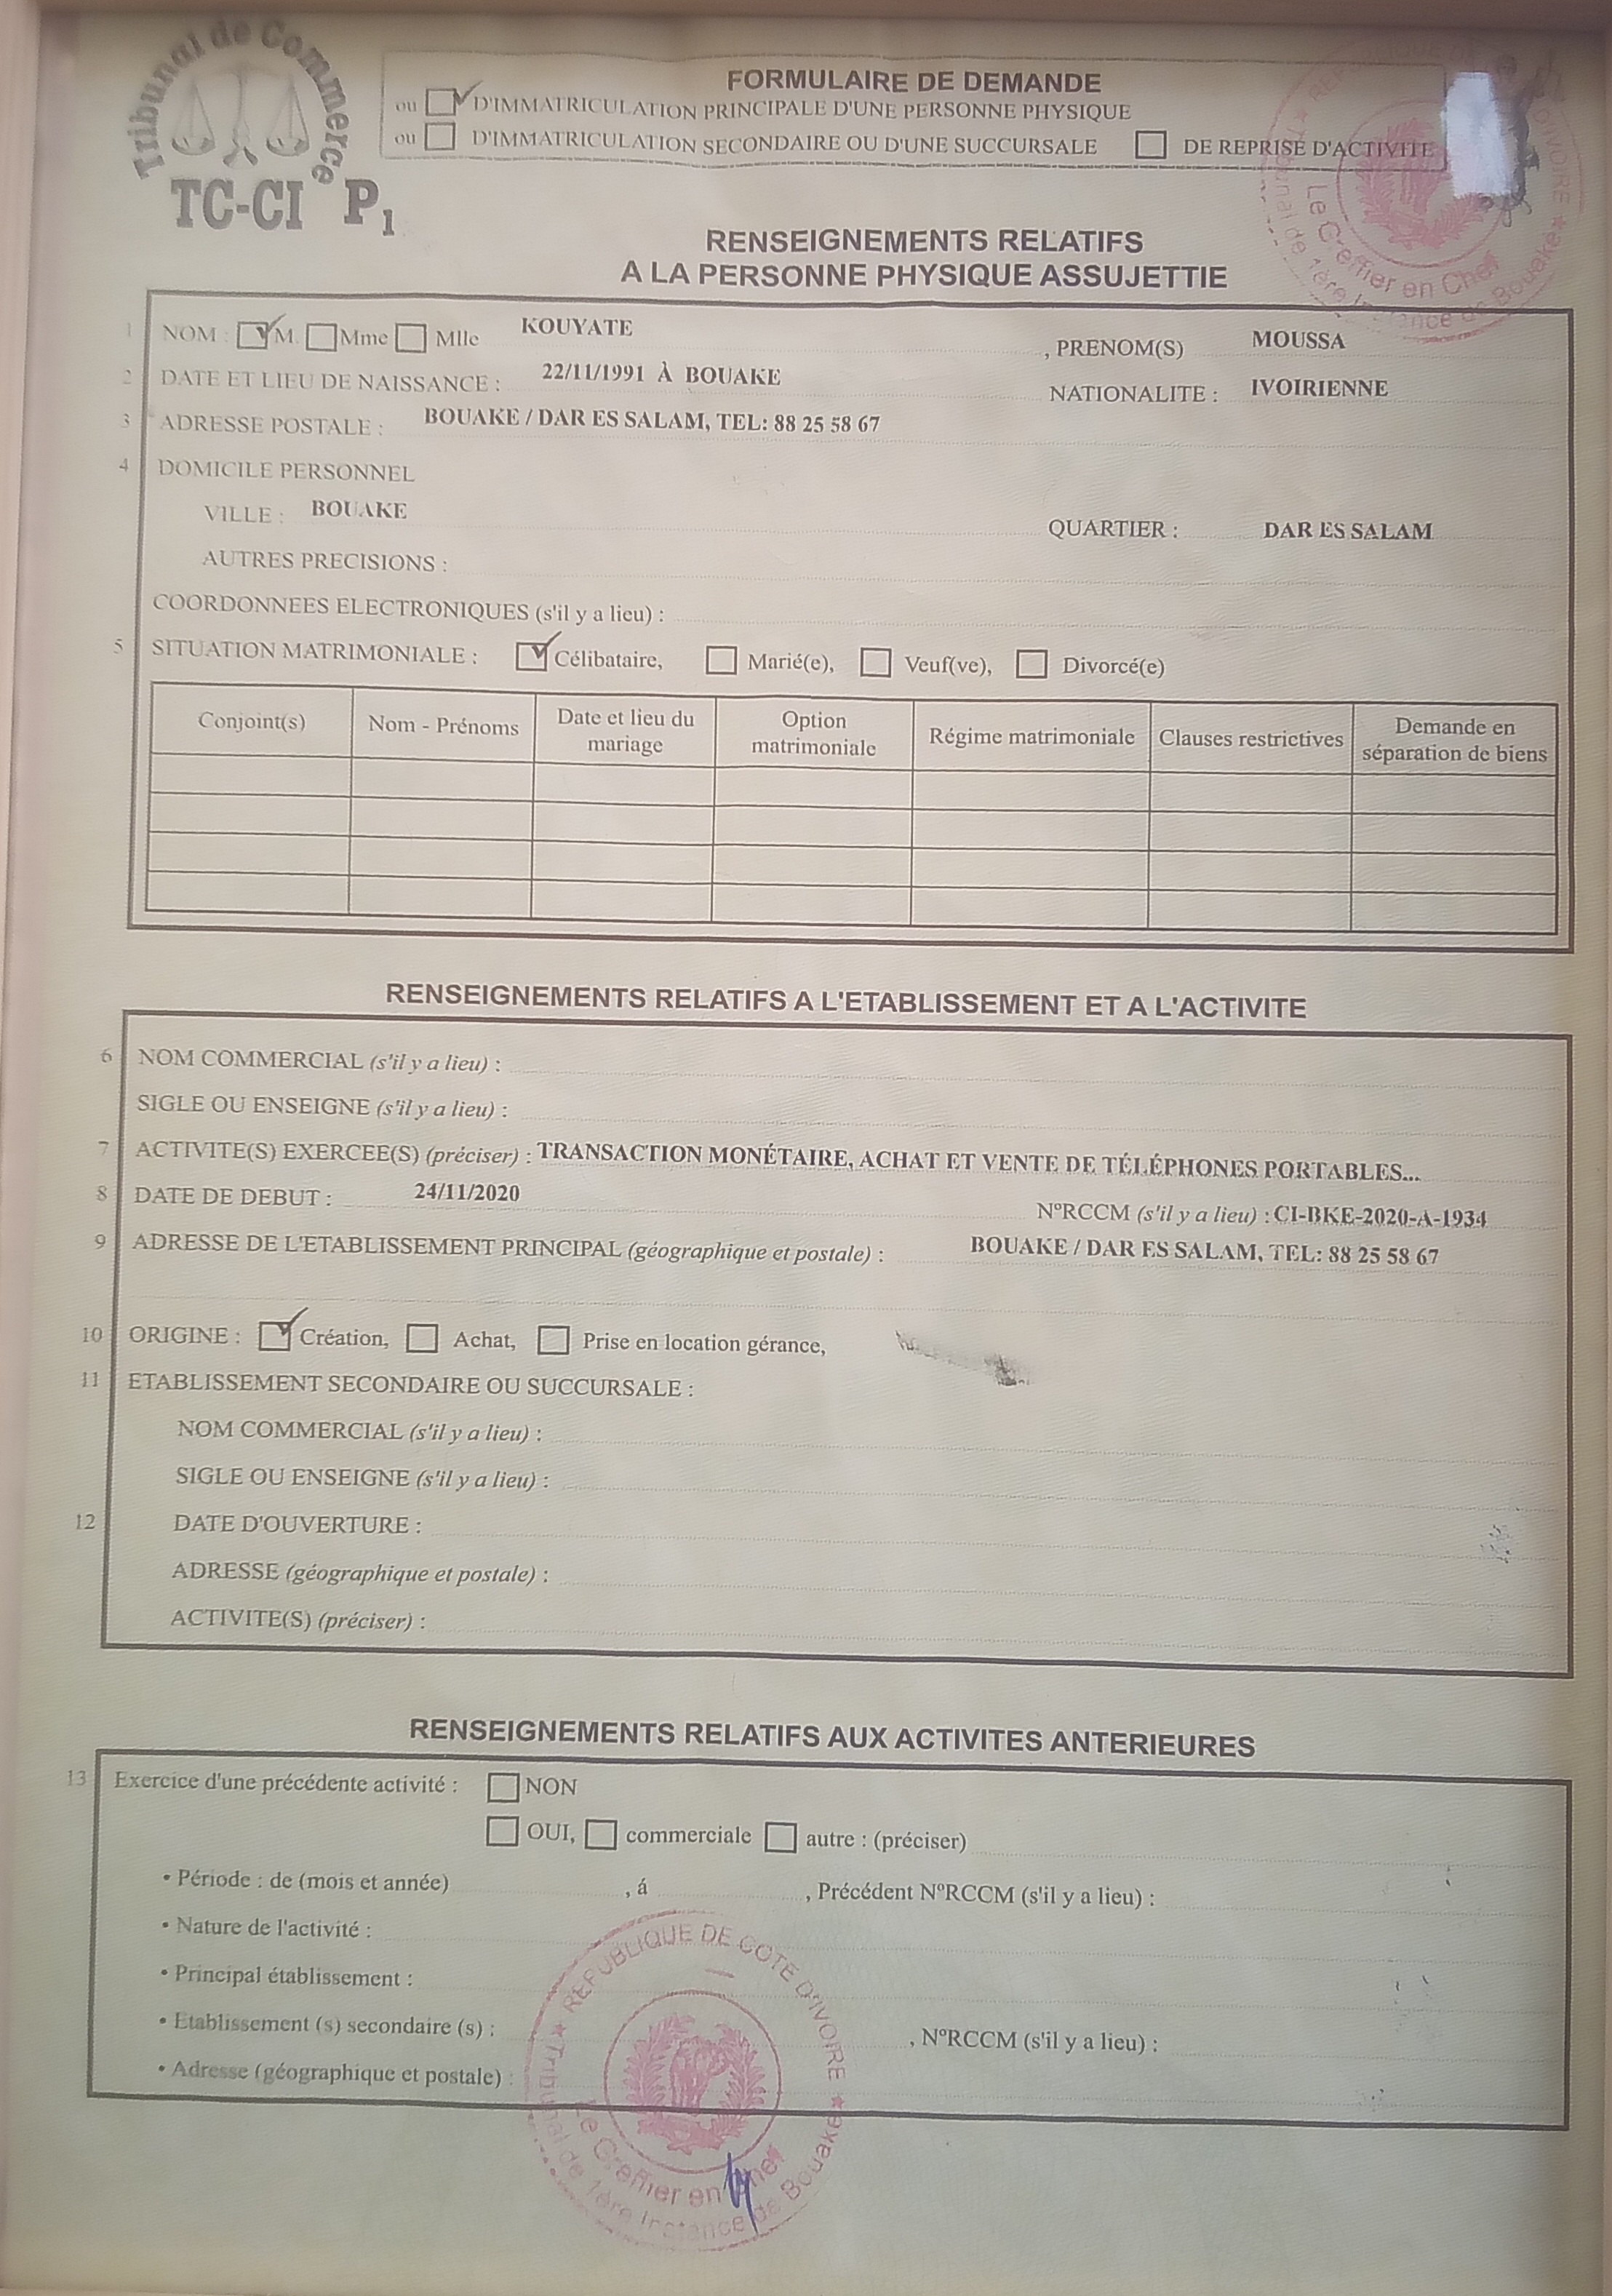 Tribunal de Commerce
TC-CI P1
FORMULAIRE DE DEMANDE
ou D'IMMATRICULATION PRINCIPALE D'UNE PERSONNE PHYSIQUE
ou D'IMMATRICULATION SECONDAIRE OU D'UNE SUCCURSALE DE REPRISE D'ACTIVITE
Le Greffier en Chef
RENSEIGNEMENTS RELATIFS
A LA PERSONNE PHYSIQUE ASSUJETTIE
1 NOM : M. Mme Mlle KOUYATE , PRENOM(S) MOUSSA
2 DATE ET LIEU DE NAISSANCE : 22/11/1991 À BOUAKE NATIONALITE : IVOIRIENNE
3 ADRESSE POSTALE : BOUAKE / DAR ES SALAM, TEL: 88 25 58 67
4 DOMICILE PERSONNEL
VILLE : BOUAKE QUARTIER : DAR ES SALAM
AUTRES PRECISIONS :
COORDONNEES ELECTRONIQUES (s'il y a lieu) :
5 SITUATION MATRIMONIALE : Célibataire, Marié(e), Veuf(ve), Divorcé(e)
Conjoint(s) Nom - Prénoms Date et lieu du mariage Option matrimoniale Régime matrimoniale Clauses restrictives Demande en séparation de biens
RENSEIGNEMENTS RELATIFS A L'ETABLISSEMENT ET A L'ACTIVITE
6 NOM COMMERCIAL (s'il y a lieu) :
SIGLE OU ENSEIGNE (s'il y a lieu) :
7 ACTIVITE(S) EXERCEE(S) (préciser) : TRANSACTION MONÉTAIRE, ACHAT ET VENTE DE TÉLÉPHONES PORTABLES...
8 DATE DE DEBUT : 24/11/2020 N°RCCM (s'il y a lieu) : CI-BKE-2020-A-1934
9 ADRESSE DE L'ETABLISSEMENT PRINCIPAL (géographique et postale) : BOUAKE / DAR ES SALAM, TEL: 88 25 58 67
10 ORIGINE : Création, Achat, Prise en location gérance,
11 ETABLISSEMENT SECONDAIRE OU SUCCURSALE :
NOM COMMERCIAL (s'il y a lieu) :
SIGLE OU ENSEIGNE (s'il y a lieu) :
12 DATE D'OUVERTURE :
ADRESSE (géographique et postale) :
ACTIVITE(S) (préciser) :
RENSEIGNEMENTS RELATIFS AUX ACTIVITES ANTERIEURES
13 Exercice d'une précédente activité : NON
OUI, commerciale autre : (préciser)
• Période : de (mois et année) , á , Précédent N°RCCM (s'il y a lieu) :
• Nature de l'activité :
• Principal établissement :
• Etablissement (s) secondaire (s) : , N°RCCM (s'il y a lieu) :
• Adresse (géographique et postale) :
REPUBLIQUE DE COTE D'IVOIRE
Tribunal de 1ère Instance de Bouake
Le Greffier en Chef